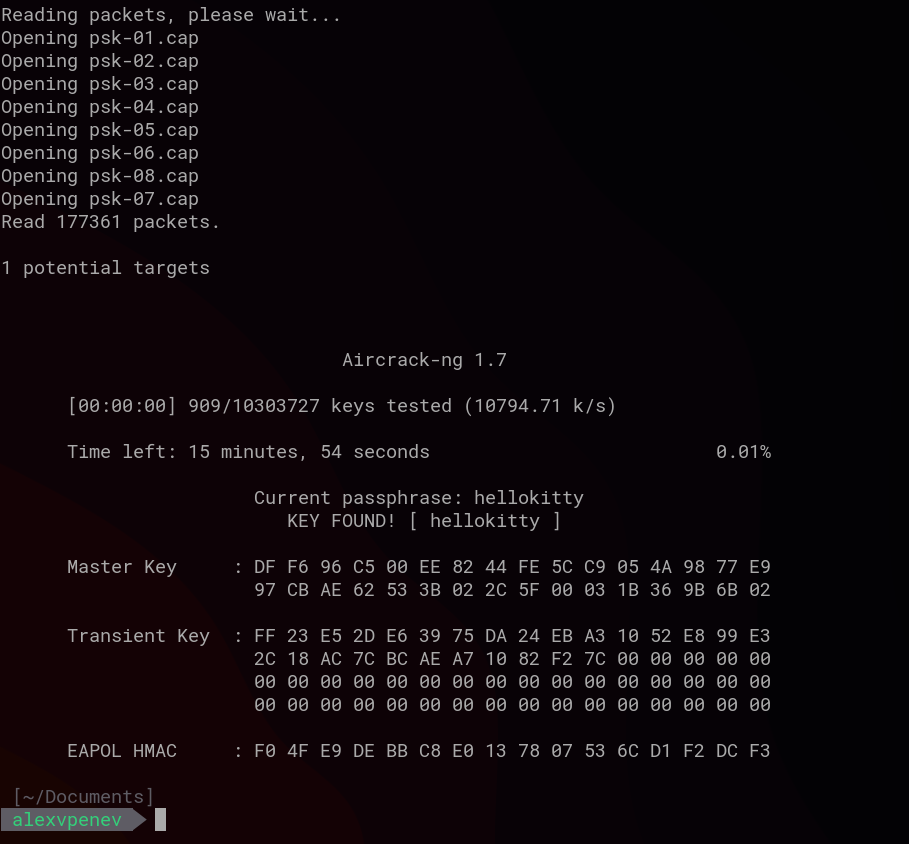 Reading packets, please wait...
Opening psk-01.cap
Opening psk-02.cap
Opening psk-03.cap
Opening psk-04.cap
Opening psk-05.cap
Opening psk-06.cap
Opening psk-08.cap
Opening psk-07.cap
Read 177361 packets.
1 potential targets
Aircrack-ng 1.7
[00:00:00] 909/10303727 keys tested (10794.71 k/s)
Time left: 15 minutes, 54 seconds 0.01%
Current passphrase: hellokitty
KEY FOUND! [ hellokitty ]
Master Key : DF F6 96 C5 00 EE 82 44 FE 5C C9 05 4A 98 77 E9
97 CB AE 62 53 3B 02 2C 5F 00 03 1B 36 9B 6B 02
Transient Key : FF 23 E5 2D E6 39 75 DA 24 EB A3 10 52 E8 99 E3
2C 18 AC 7C BC AE A7 10 82 F2 7C 00 00 00 00 00
00 00 00 00 00 00 00 00 00 00 00 00 00 00 00 00
00 00 00 00 00 00 00 00 00 00 00 00 00 00 00 00
EAPOL HMAC : F0 4F E9 DE BB C8 E0 13 78 07 53 6C D1 F2 DC F3
[~/Documents]
alexvpenev